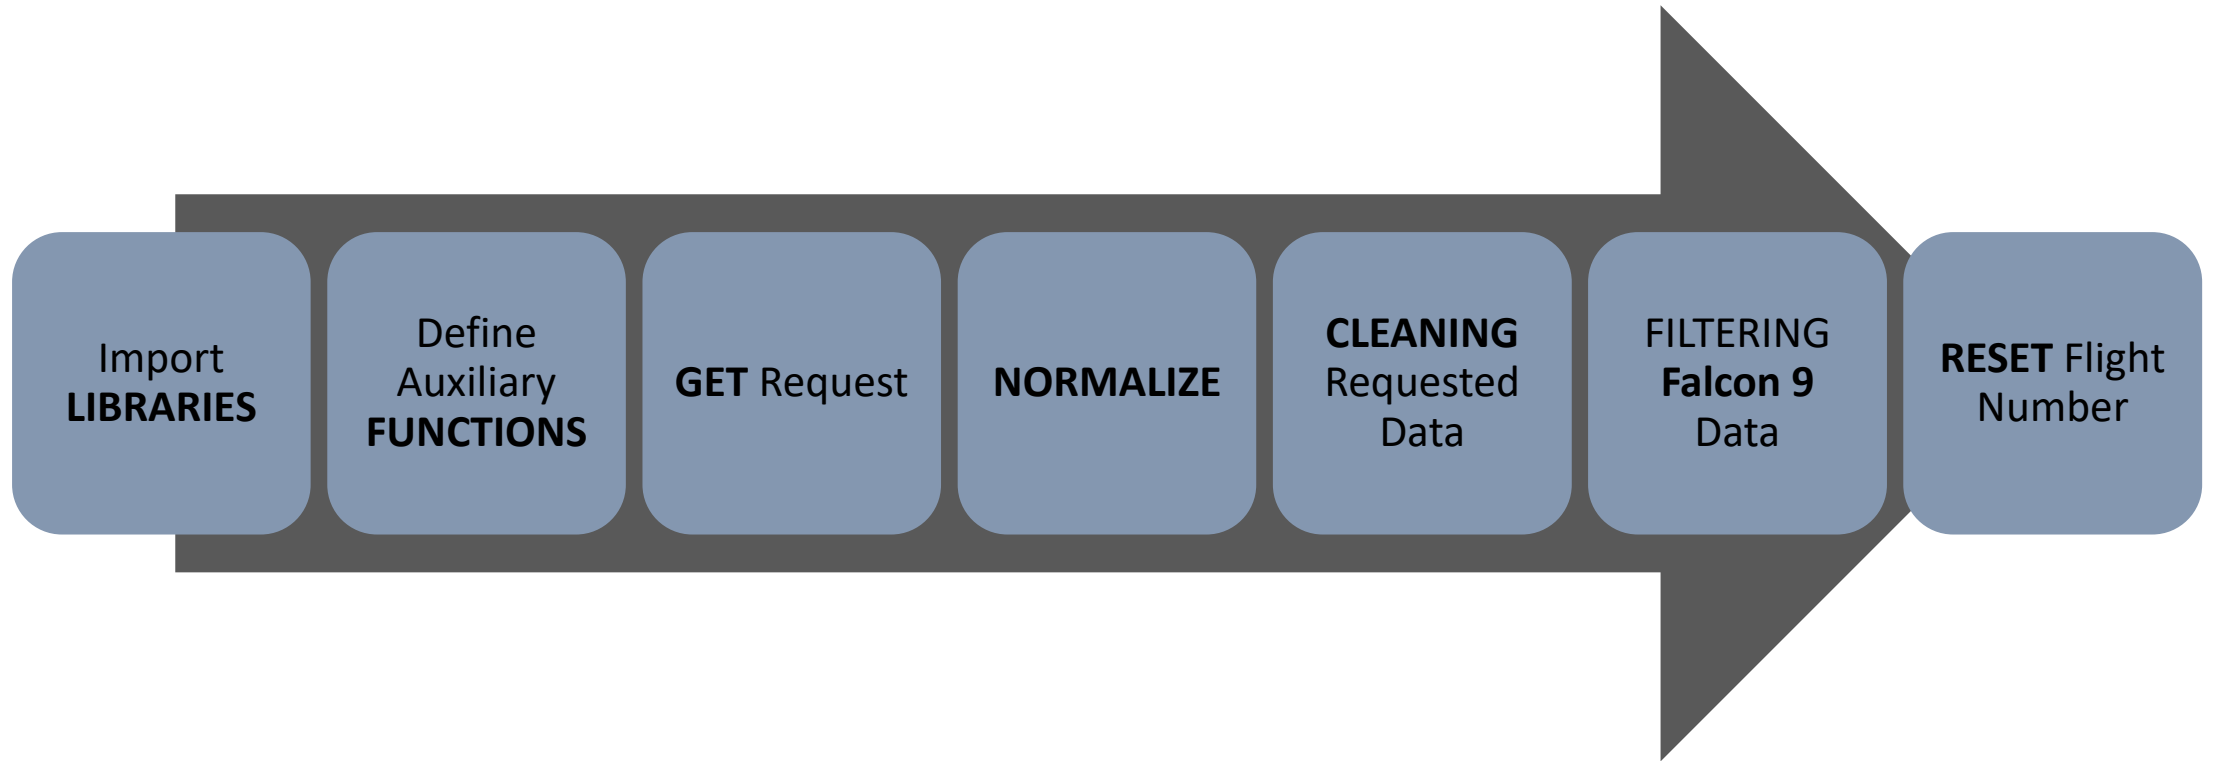 Import
LIBRARIES
Define
Auxiliary
FUNCTIONS
GET Request
NORMALIZE
CLEANING
Requested
Data
FILTERING
Falcon 9
Data
RESET Flight
Number